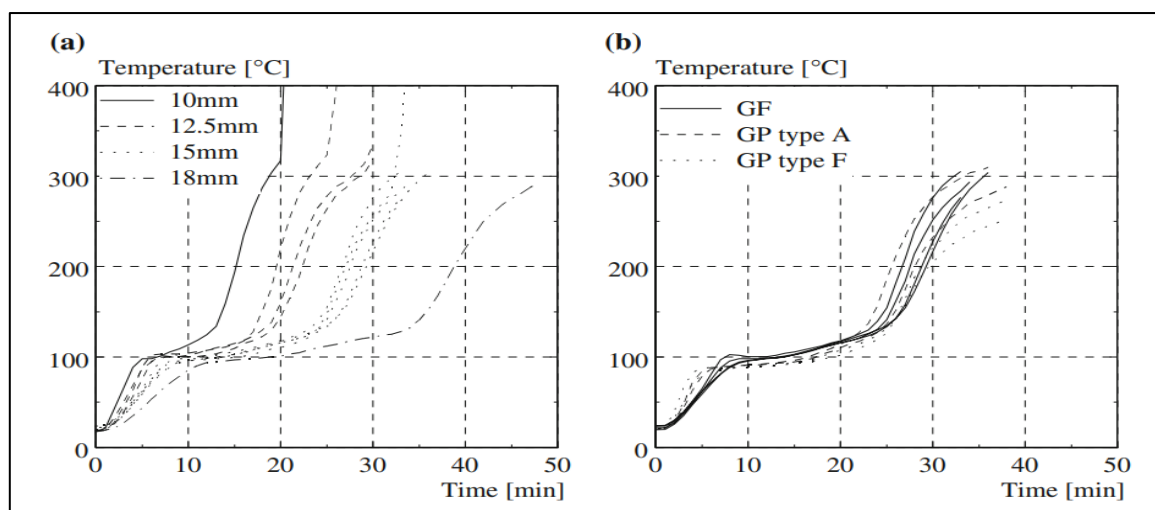 (a)
Temperature [°C]
400
300
200
100
0
10mm
12.5mm
15mm
18mm
0 10 20 30 40 50
Time [min]
(b)
Temperature [°C]
400
300
200
100
0
GF
GP type A
GP type F
0 10 20 30 40 50
Time [min]